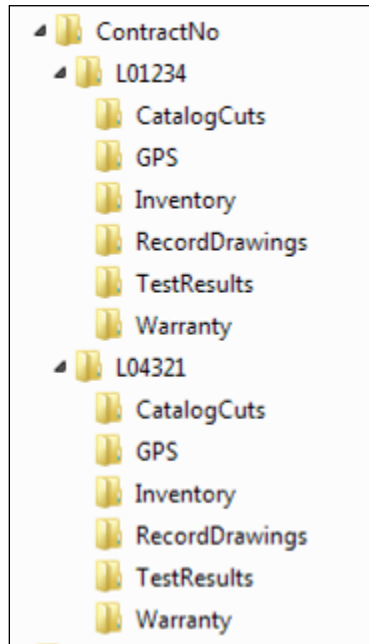 ContractNo
L01234
CatalogCuts
GPS
Inventory
RecordDrawings
TestResults
Warranty
L04321
CatalogCuts
GPS
Inventory
RecordDrawings
TestResults
Warranty